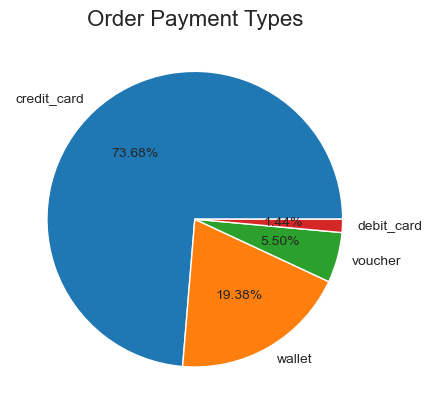 Order Payment Types
credit_card
73.68%
1.44%
debit_card
5.50%
voucher
19.38%
wallet